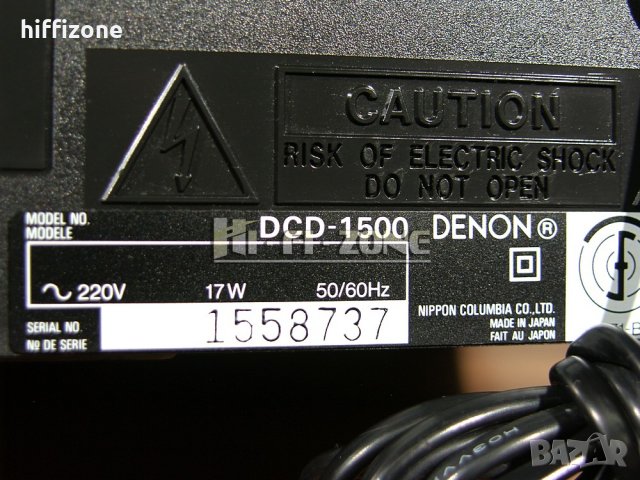 hiffizone
CAUTION
RISK OF ELECTRIC SHOCK
DO NOT OPEN
MODEL NO.
MODELE
DCD-1500 DENON®
Hi-Fi-Zone
220V 17W 50/60Hz
NIPPON COLUMBIA CO.,LTD.
MADE IN JAPAN
FAIT AU JAPON
SERIAL NO.
Nº DE SERIE
1558737
BAZAR